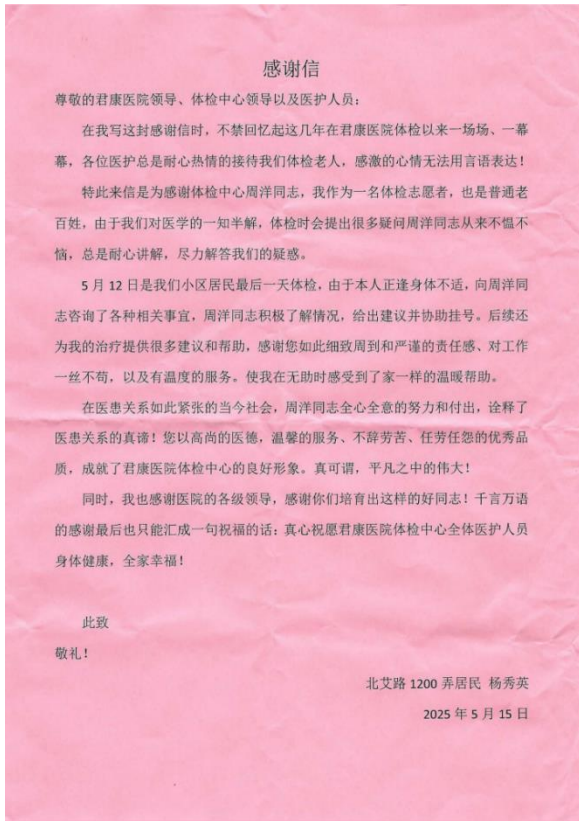 感谢信
尊敬的君康医院领导、体检中心领导以及医护人员：
在我写这封感谢信时，不禁回忆起这几年在君康医院体检以来一场场、一幕
幕，各位医护总是耐心热情的接待我们体检老人，感激的心情无法用言语表达！
特此来信是为感谢体检中心周洋同志，我作为一名体检志愿者，也是普通老
百姓，由于我们对医学的一知半解，体检时会提出很多疑问周洋同志从来不愠不
恼，总是耐心讲解，尽力解答我们的疑惑。
5 月 12 日是我们小区居民最后一天体检，由于本人正逢身体不适，向周洋同
志咨询了各种相关事宜，周洋同志积极了解情况，给出建议并协助挂号。后续还
为我的治疗提供很多建议和帮助，感谢您如此细致周到和严谨的责任感、对工作
一丝不苟，以及有温度的服务。使我在无助时感受到了家一样的温暖帮助。
在医患关系如此紧张的当今社会，周洋同志全心全意的努力和付出，诠释了
医患关系的真谛！您以高尚的医德，温馨的服务、不辞劳苦、任劳任怨的优秀品
质，成就了君康医院体检中心的良好形象。真可谓，平凡之中的伟大！
同时，我也感谢医院的各级领导，感谢你们培育出这样的好同志！千言万语
的感谢最后也只能汇成一句祝福的话：真心祝愿君康医院体检中心全体医护人员
身体健康，全家幸福！
此致
敬礼！
北艾路 1200 弄居民 杨秀英
2025 年 5 月 15 日